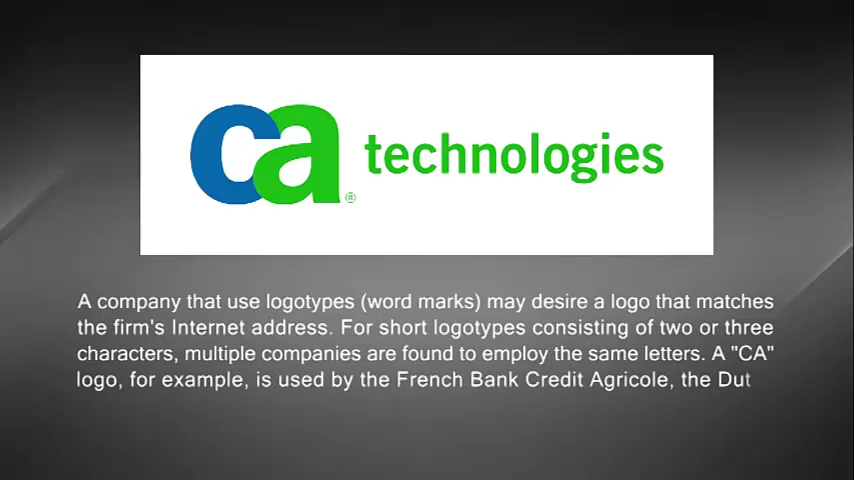 ca® technologies
A company that use logotypes (word marks) may desire a logo that matches
the firm's Internet address. For short logotypes consisting of two or three
characters, multiple companies are found to employ the same letters. A "CA"
logo, for example, is used by the French Bank Credit Agricole, the Dut